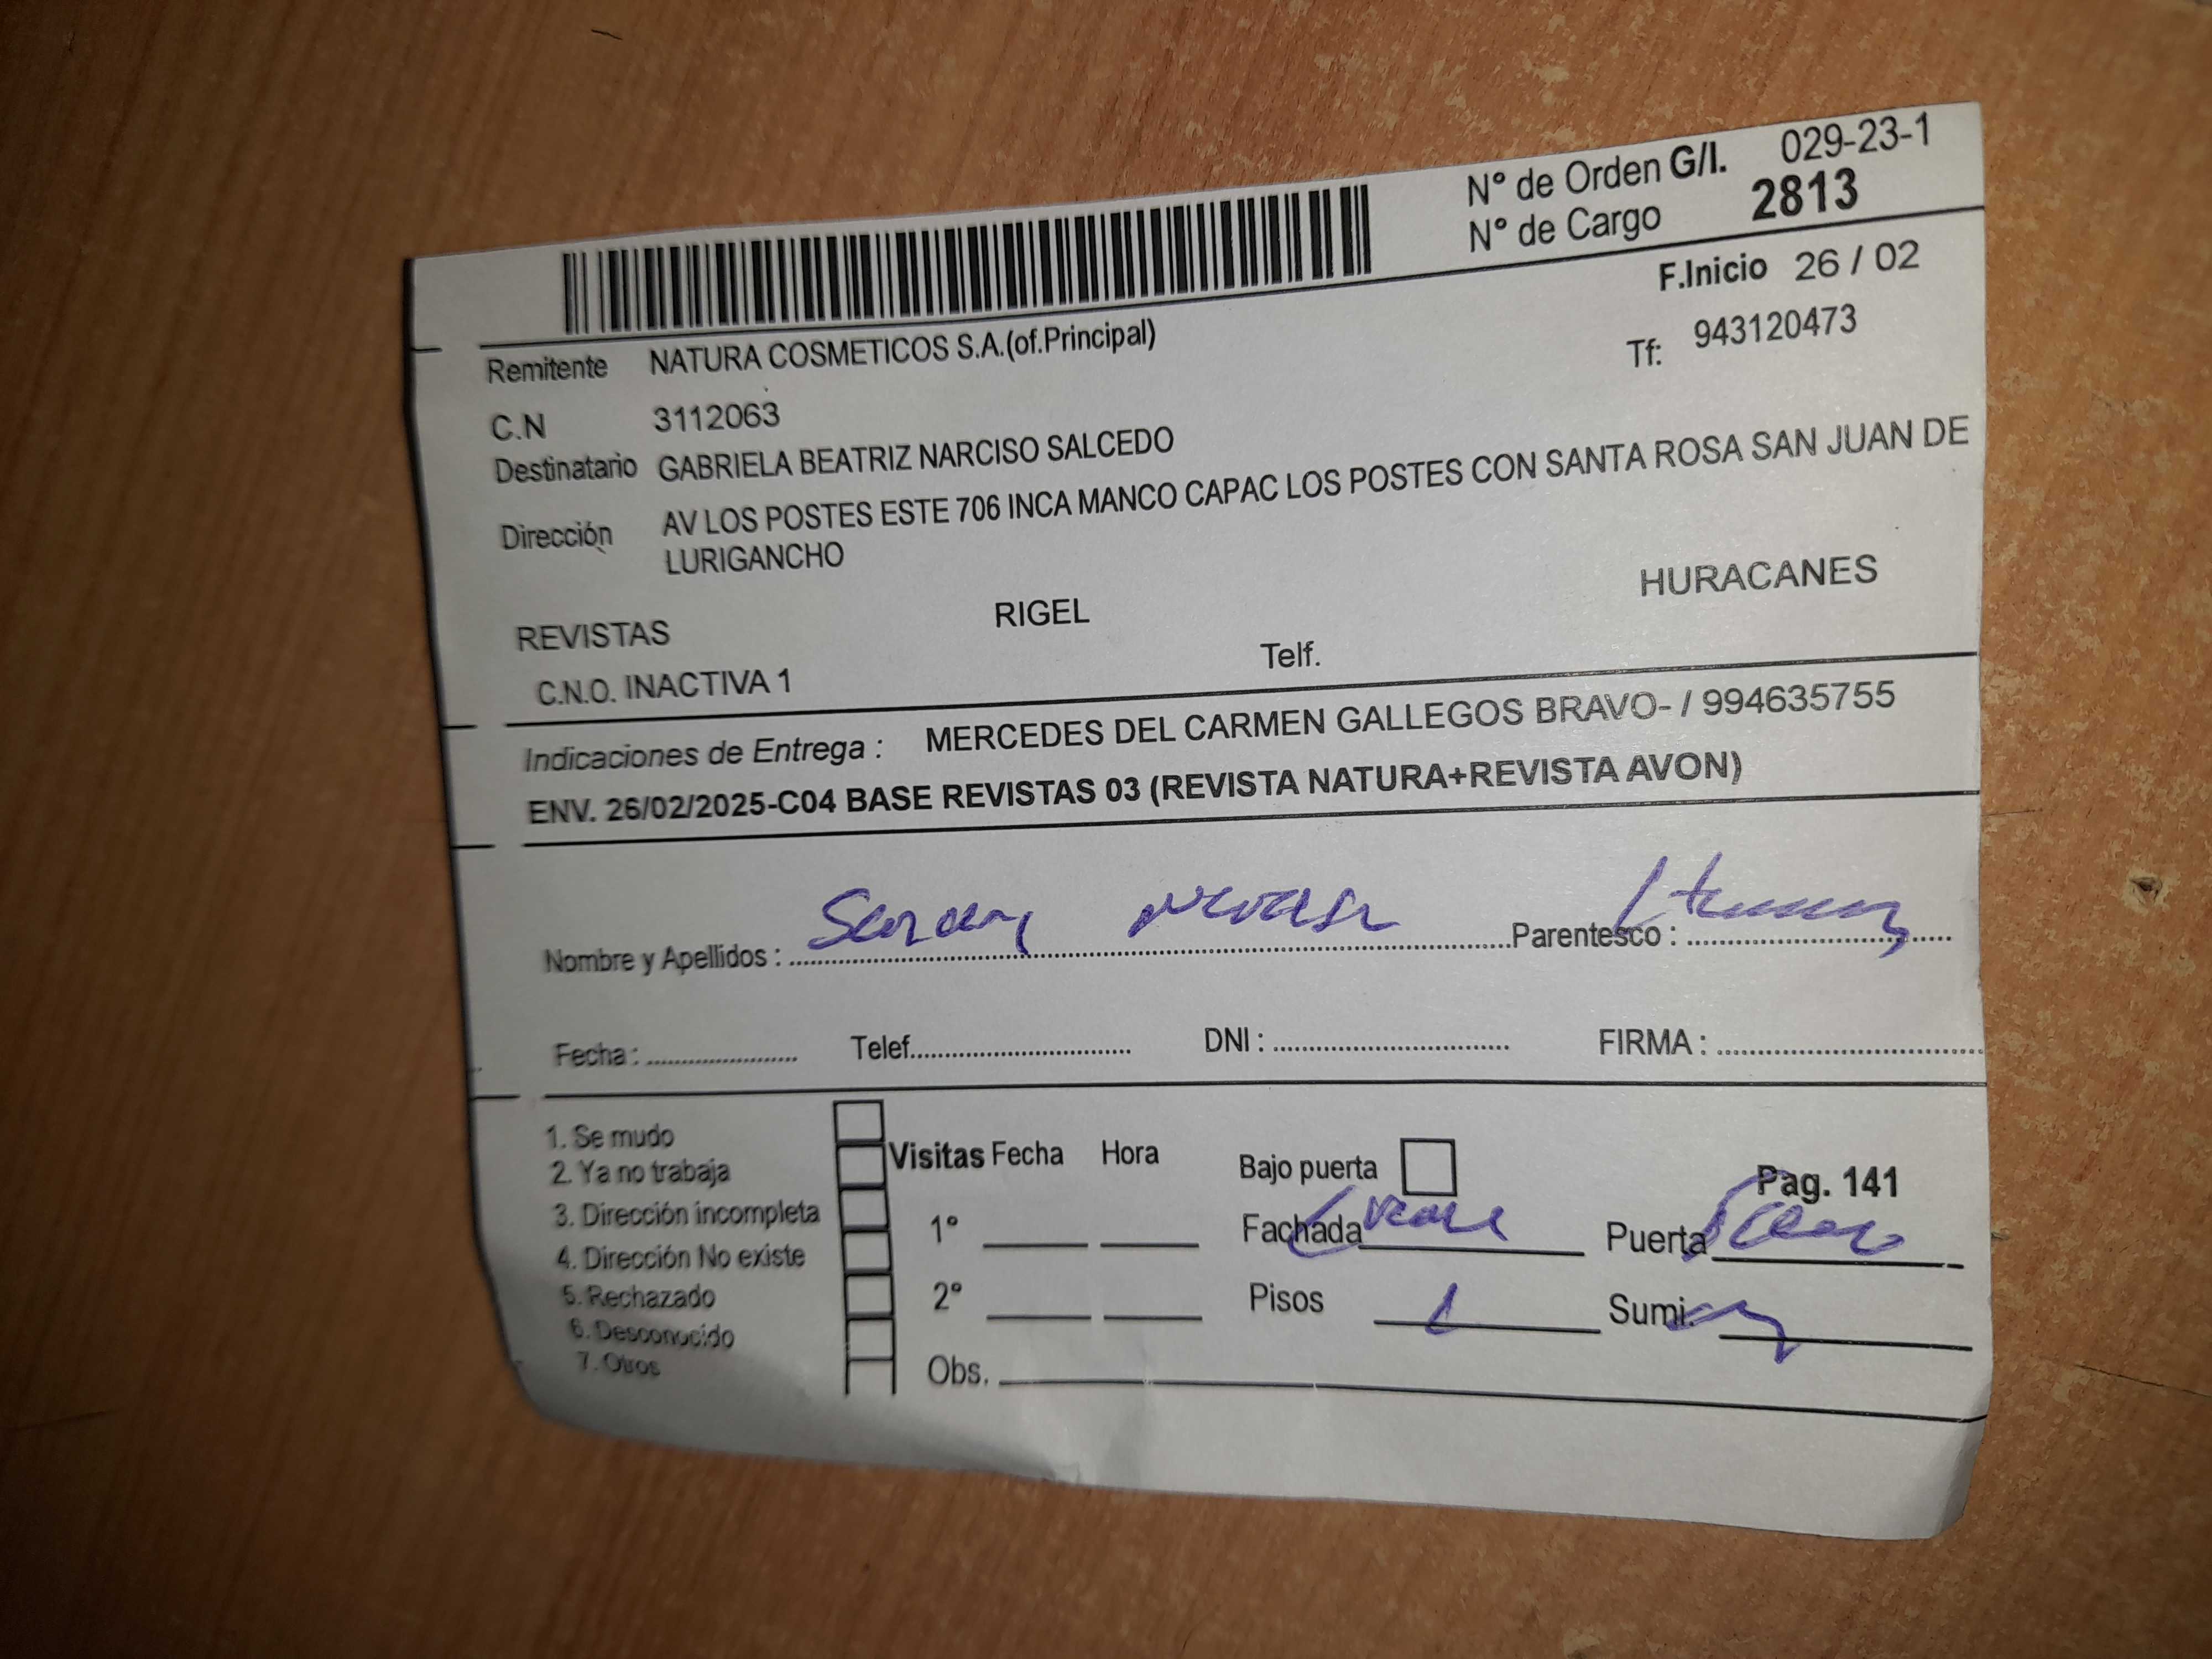 N° de Orden G/I. 029-23-1
N° de Cargo 2813
F.Inicio 26 / 02
Remitente NATURA COSMETICOS S.A.(of.Principal) Tf: 943120473
C.N 3112063
Destinatario GABRIELA BEATRIZ NARCISO SALCEDO
Dirección AV LOS POSTES ESTE 706 INCA MANCO CAPAC LOS POSTES CON SANTA ROSA SAN JUAN DE
LURIGANCHO
REVISTAS RIGEL HURACANES
C.N.O. INACTIVA 1 Telf.
Indicaciones de Entrega : MERCEDES DEL CARMEN GALLEGOS BRAVO- / 994635755
ENV. 26/02/2025-C04 BASE REVISTAS 03 (REVISTA NATURA+REVISTA AVON)
Nombre y Apellidos : Parentesco :
Fecha : Telef. DNI : FIRMA :
1. Se mudo
2. Ya no trabaja
3. Dirección incompleta
4. Dirección No existe
5. Rechazado
6. Desconocido
7. Otros
Visitas Fecha Hora
1°
2°
Obs.
Bajo puerta Pag. 141
Fachada Puerta
Pisos 1 Sumi.